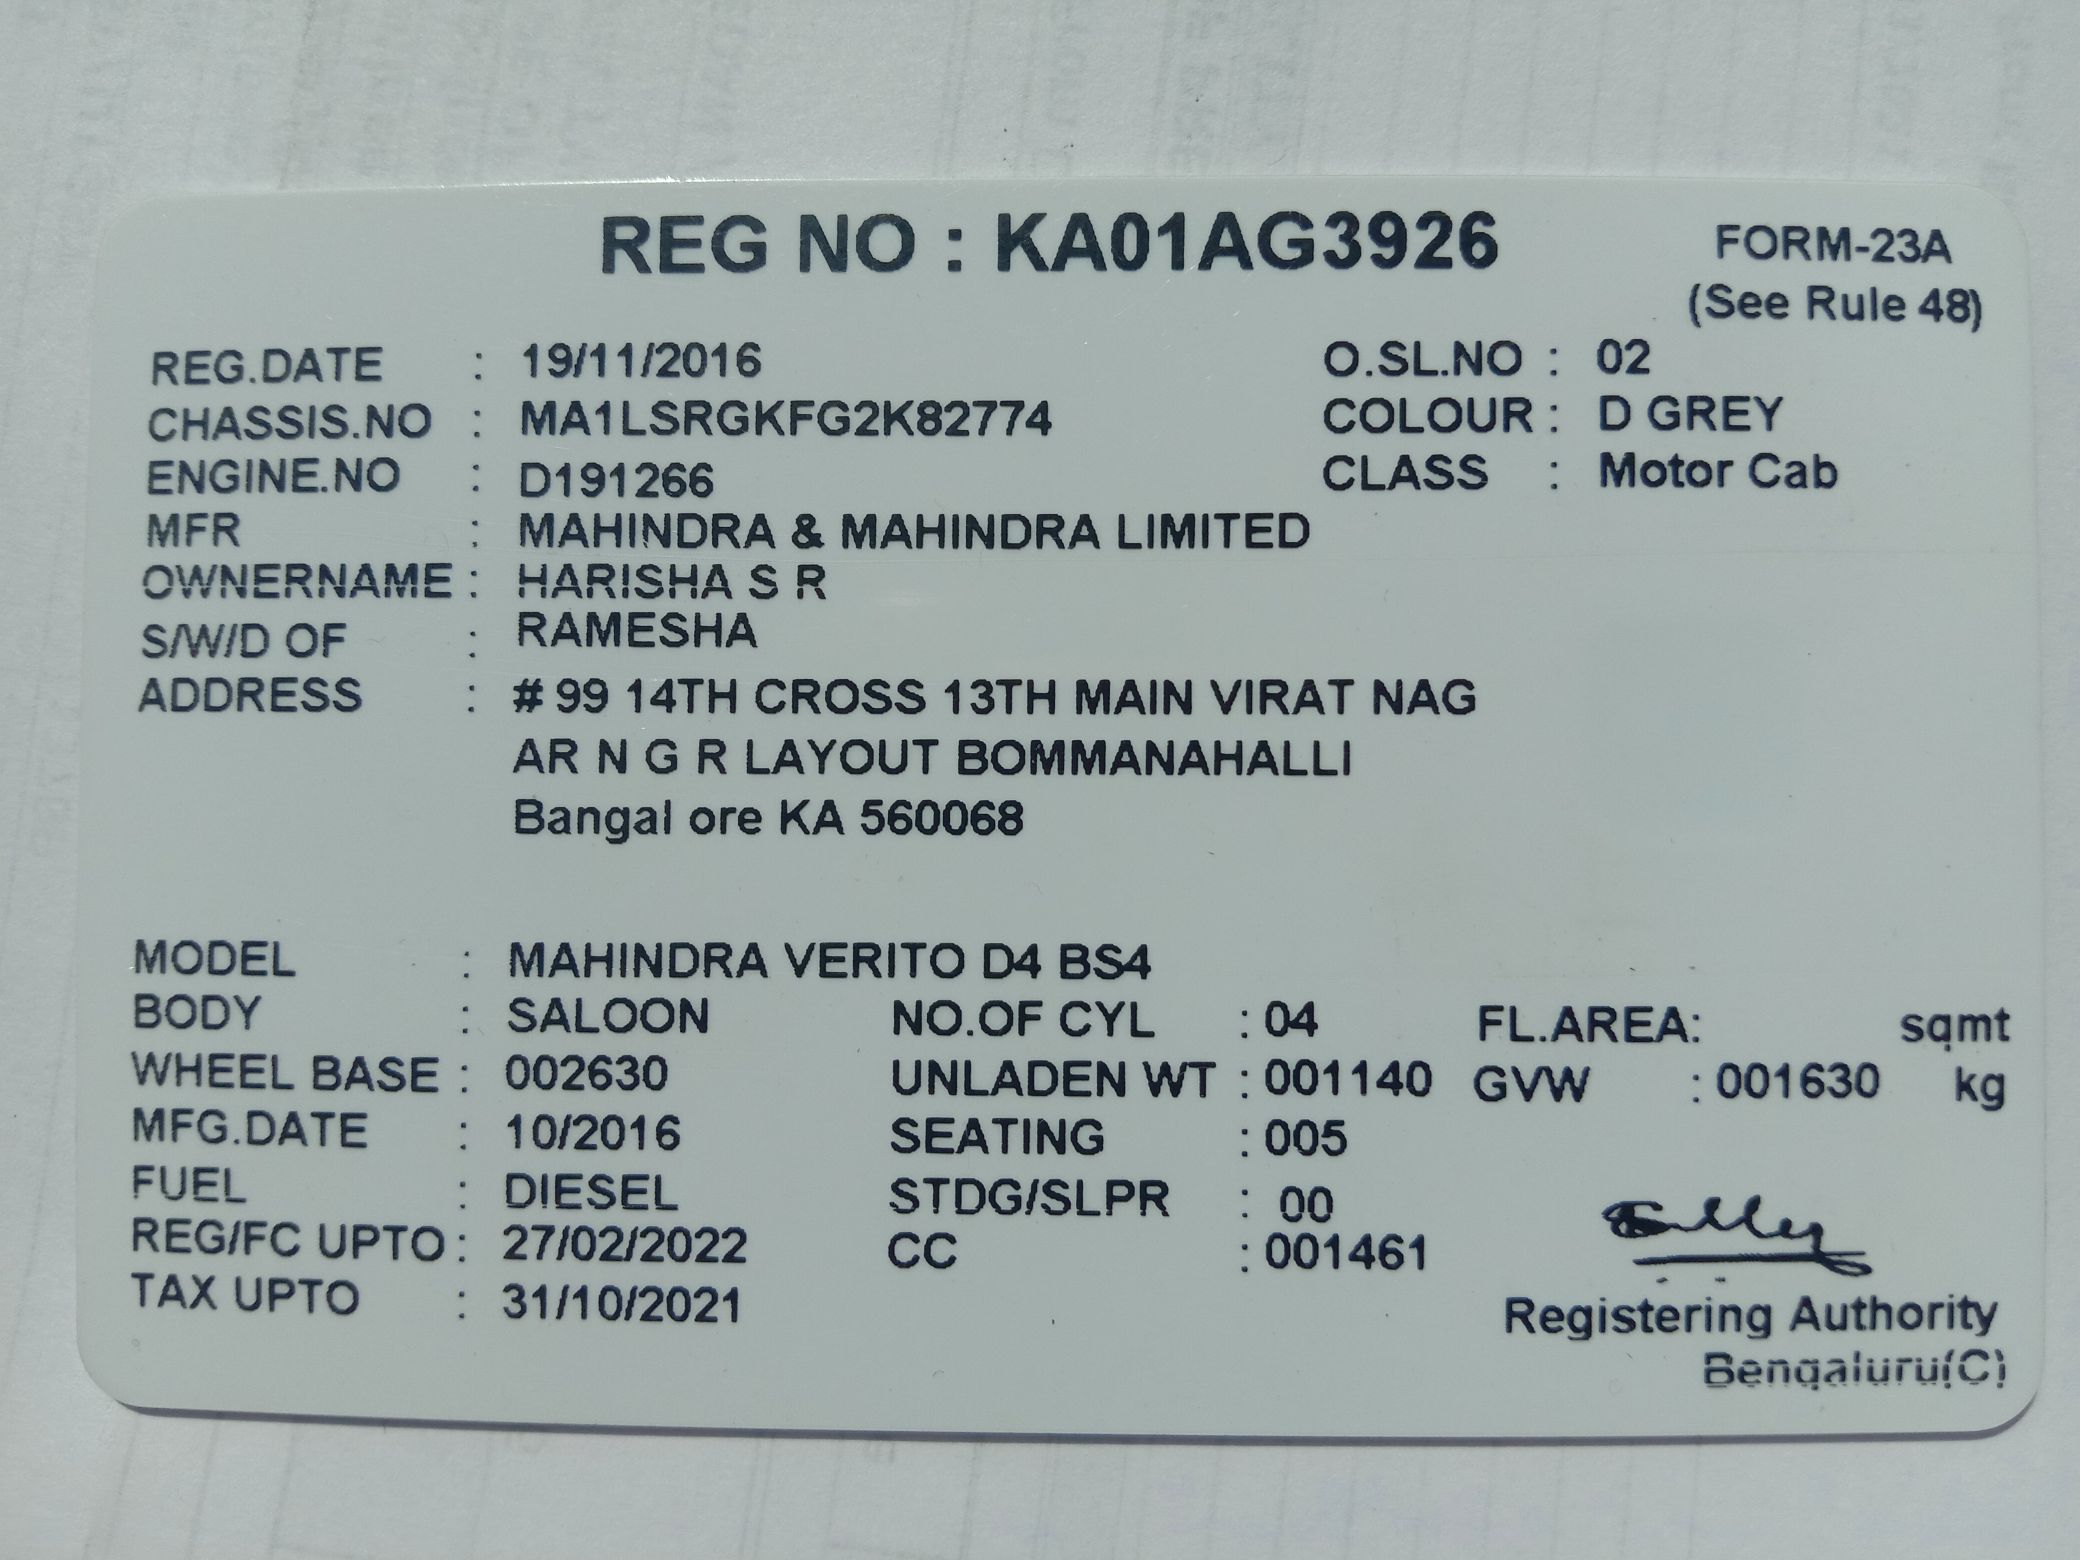 REG NO : KA01AG3926
FORM-23A
(See Rule 48)
REG.DATE : 19/11/2016 O.SL.NO : 02
CHASSIS.NO : MA1LSRGKFG2K82774 COLOUR : D GREY
ENGINE.NO : D191266 CLASS : Motor Cab
MFR : MAHINDRA & MAHINDRA LIMITED
OWNERNAME : HARISHA S R
S/W/D OF : RAMESHA
ADDRESS : # 99 14TH CROSS 13TH MAIN VIRAT NAG
AR N G R LAYOUT BOMMANAHALLI
Bangal ore KA 560068
MODEL : MAHINDRA VERITO D4 BS4
BODY : SALOON NO.OF CYL : 04 FL.AREA: sqmt
WHEEL BASE : 002630 UNLADEN WT : 001140 GVW : 001630 kg
MFG.DATE : 10/2016 SEATING : 005
FUEL : DIESEL STDG/SLPR : 00
REG/FC UPTO : 27/02/2022 CC : 001461
TAX UPTO : 31/10/2021
Registering Authority
Bengaluru(C)